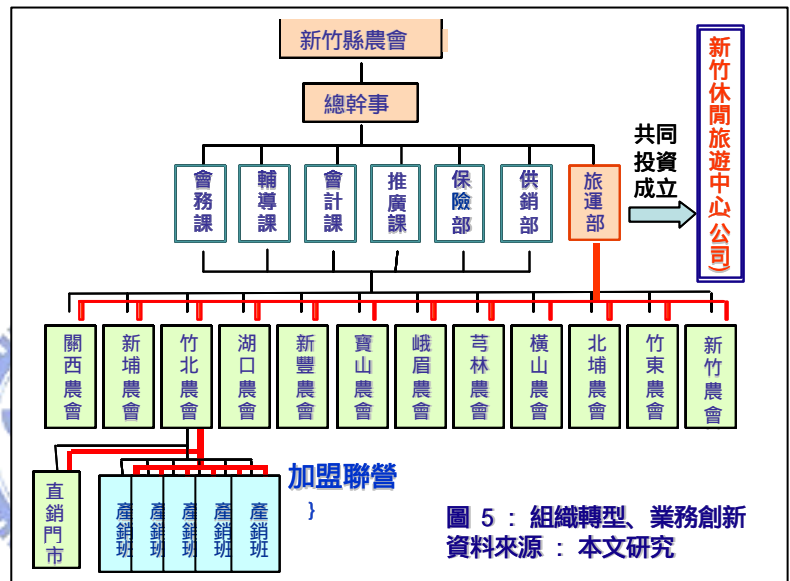 新竹縣農會
總幹事
會務課
輔導課
會計課
推廣課
保險部
供銷部
旅運部
共同
投資
成立
新竹休閒旅遊中心(公司)
關西農會
新埔農會
竹北農會
湖口農會
新豐農會
寶山農會
峨眉農會
芎林農會
橫山農會
北埔農會
竹東農會
新竹農會
直銷門市
產銷班
產銷班
產銷班
產銷班
產銷班
加盟聯營
}
圖 5 : 組織轉型、業務創新
資料來源 : 本文研究